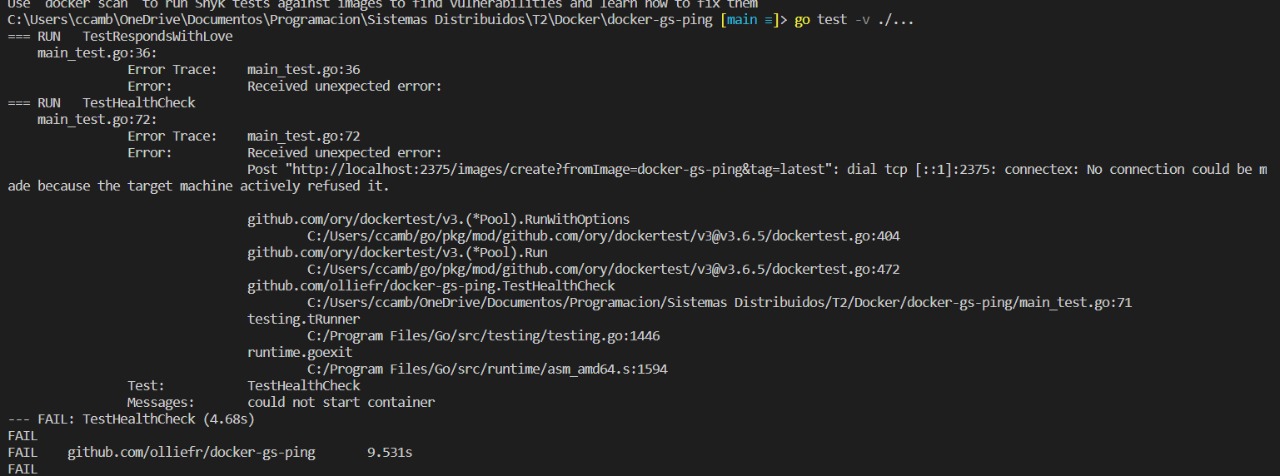 Use 'docker scan' to run Snyk tests against images to find vulnerabilities and learn how to fix them
C:\Users\ccamb\OneDrive\Documentos\Programacion\Sistemas Distribuidos\T2\Docker\docker-gs-ping [main ≡]> go test -v ./...
=== RUN   TestRespondsWithLove
    main_test.go:36:
                Error Trace:    main_test.go:36
                Error:          Received unexpected error:
=== RUN   TestHealthCheck
    main_test.go:72:
                Error Trace:    main_test.go:72
                Error:          Received unexpected error:
                                Post "http://localhost:2375/images/create?fromImage=docker-gs-ping&tag=latest": dial tcp [::1]:2375: connectex: No connection could be m
ade because the target machine actively refused it.
                                github.com/ory/dockertest/v3.(*Pool).RunWithOptions
                                        C:/Users/ccamb/go/pkg/mod/github.com/ory/dockertest/v3@v3.6.5/dockertest.go:404
                                github.com/ory/dockertest/v3.(*Pool).Run
                                        C:/Users/ccamb/go/pkg/mod/github.com/ory/dockertest/v3@v3.6.5/dockertest.go:472
                                github.com/olliefr/docker-gs-ping.TestHealthCheck
                                        C:/Users/ccamb/OneDrive/Documentos/Programacion/Sistemas Distribuidos/T2/Docker/docker-gs-ping/main_test.go:71
                                testing.tRunner
                                        C:/Program Files/Go/src/testing/testing.go:1446
                                runtime.goexit
                                        C:/Program Files/Go/src/runtime/asm_amd64.s:1594
                Test:           TestHealthCheck
                Messages:       could not start container
--- FAIL: TestHealthCheck (4.68s)
FAIL
FAIL    github.com/olliefr/docker-gs-ping       9.531s
FAIL